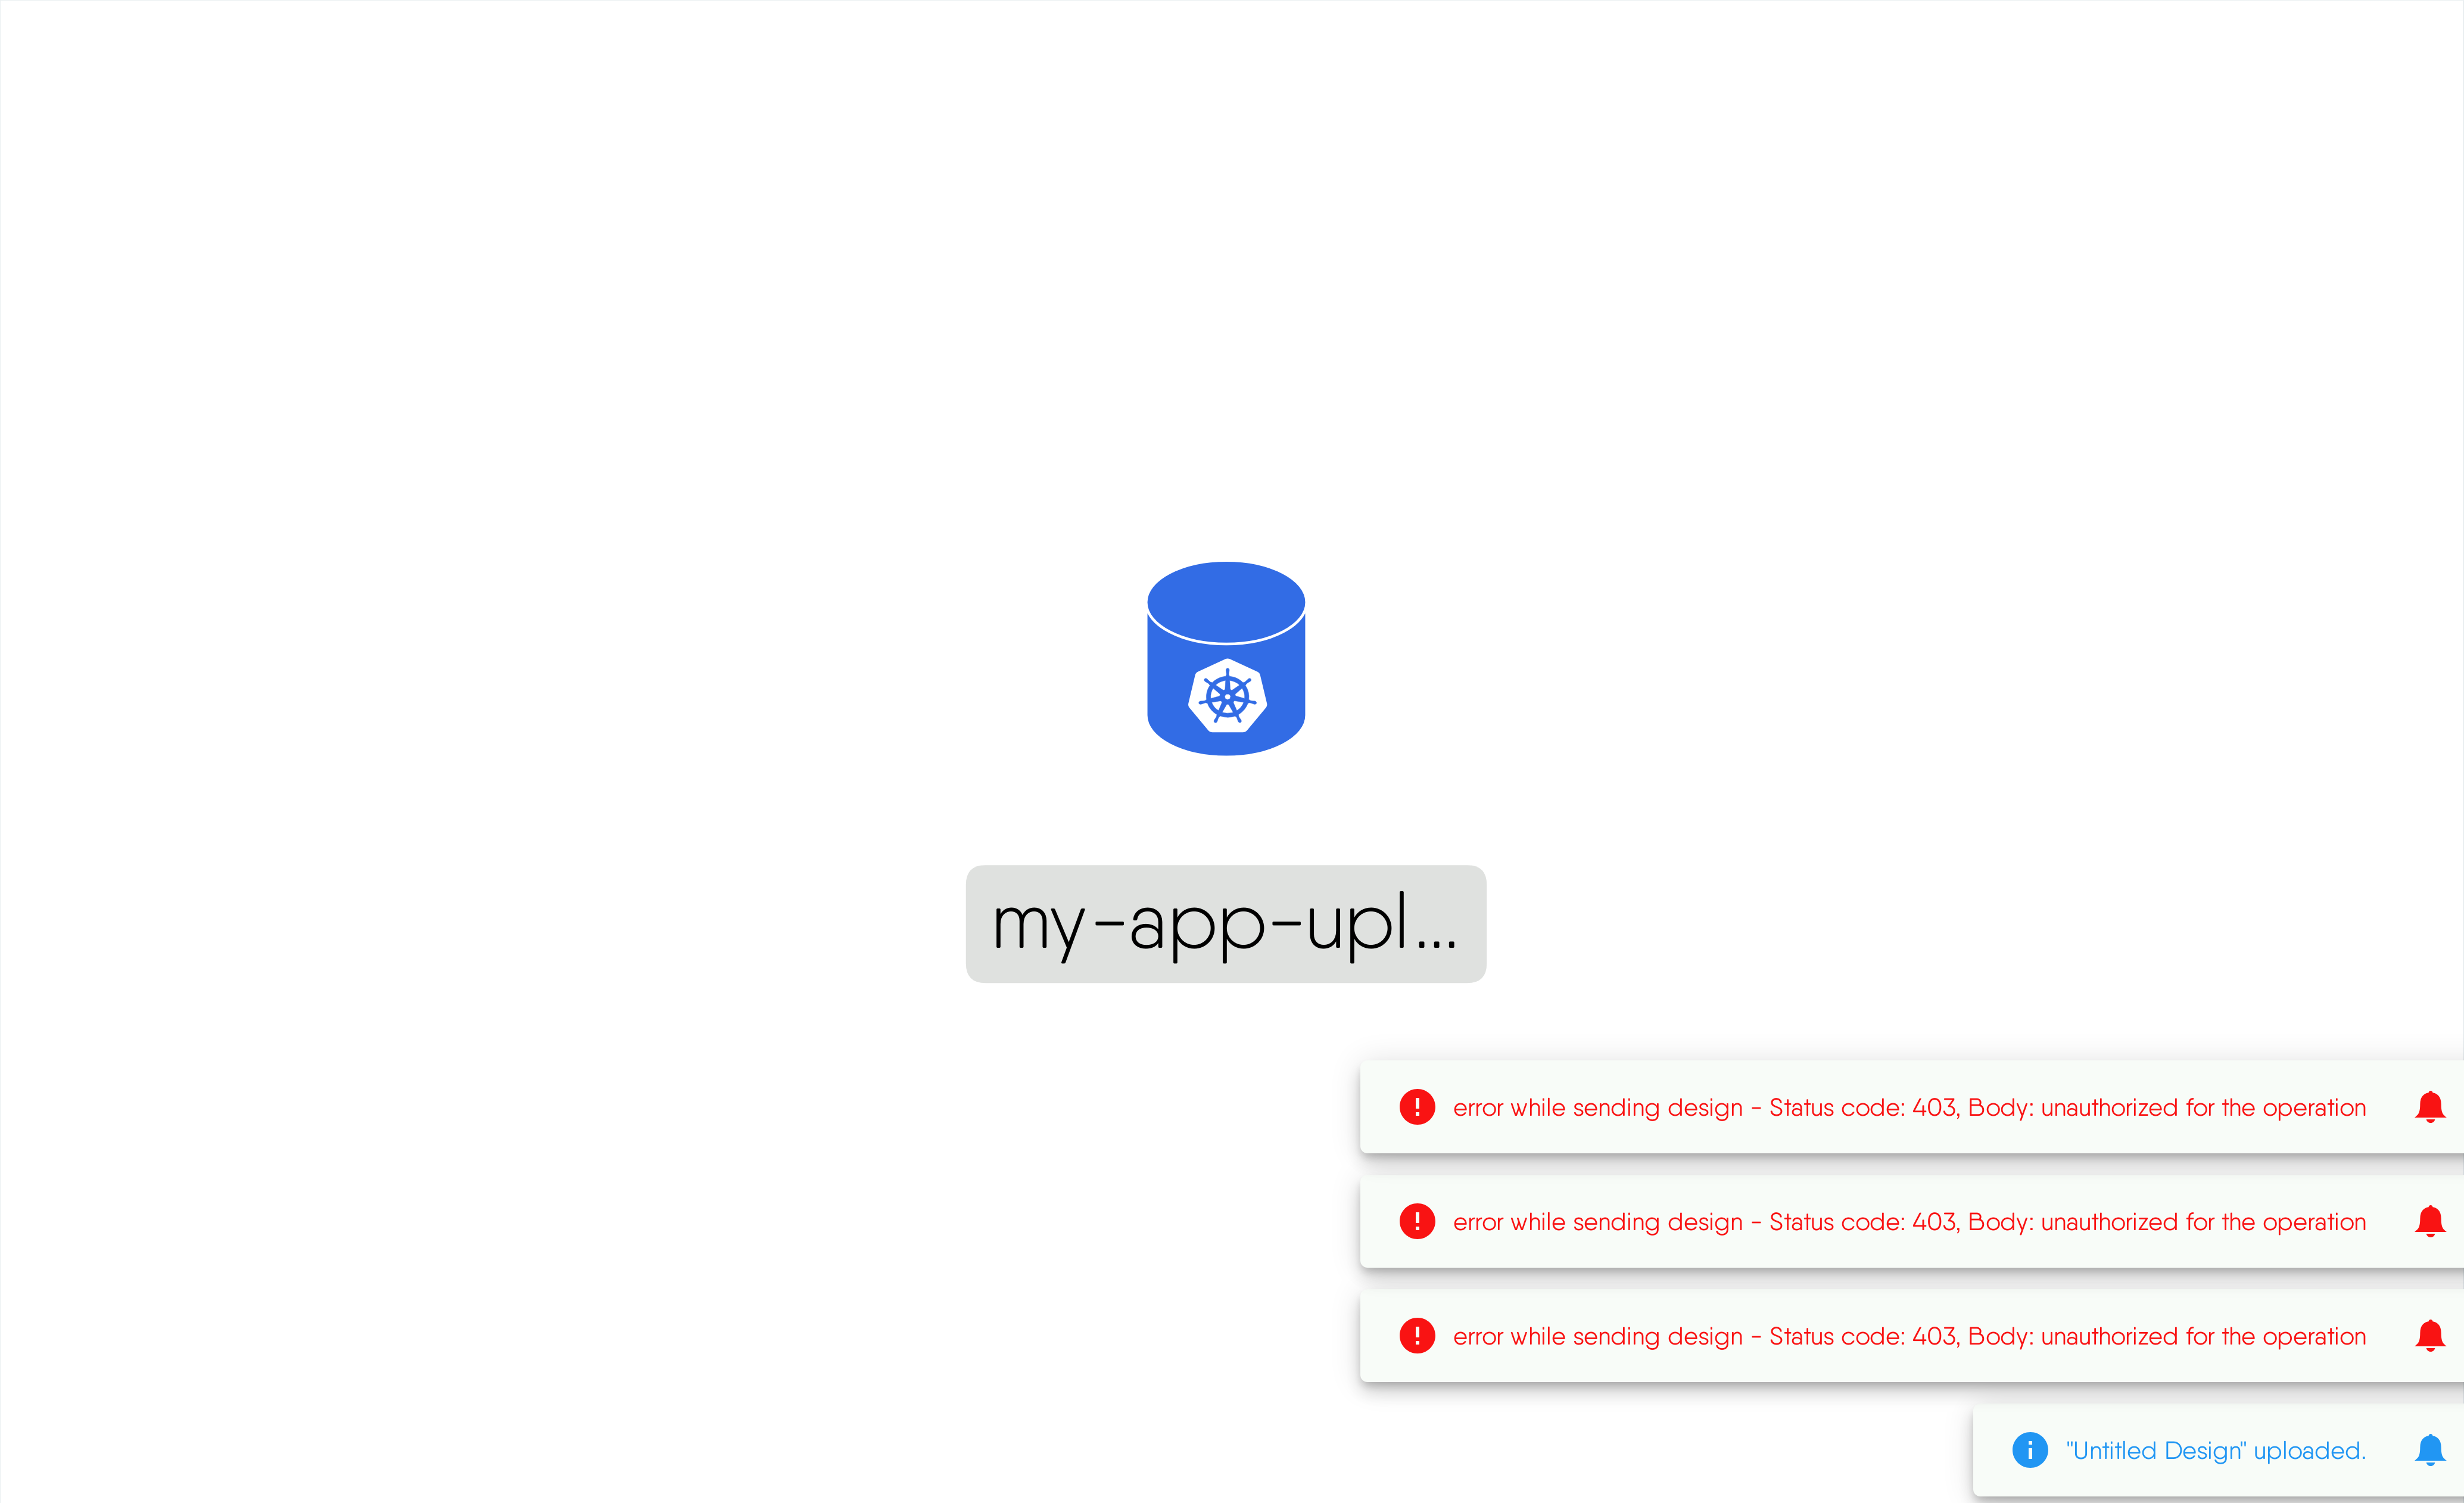 my-app-upl...
error while sending design - Status code: 403, Body: unauthorized for the operation
error while sending design - Status code: 403, Body: unauthorized for the operation
error while sending design - Status code: 403, Body: unauthorized for the operation
"Untitled Design" uploaded.